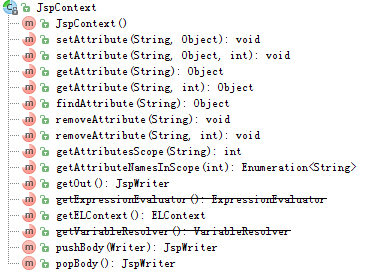 JspContext
JspContext()
setAttribute(String, Object): void
setAttribute(String, Object, int): void
getAttribute(String): Object
getAttribute(String, int): Object
findAttribute(String): Object
removeAttribute(String): void
removeAttribute(String, int): void
getAttributesScope(String): int
getAttributeNamesInScope(int): Enumeration<String>
getOut(): JspWriter
getExpressionEvaluator(): ExpressionEvaluator
getELContext(): ELContext
getVariableResolver(): VariableResolver
pushBody(Writer): JspWriter
popBody(): JspWriter